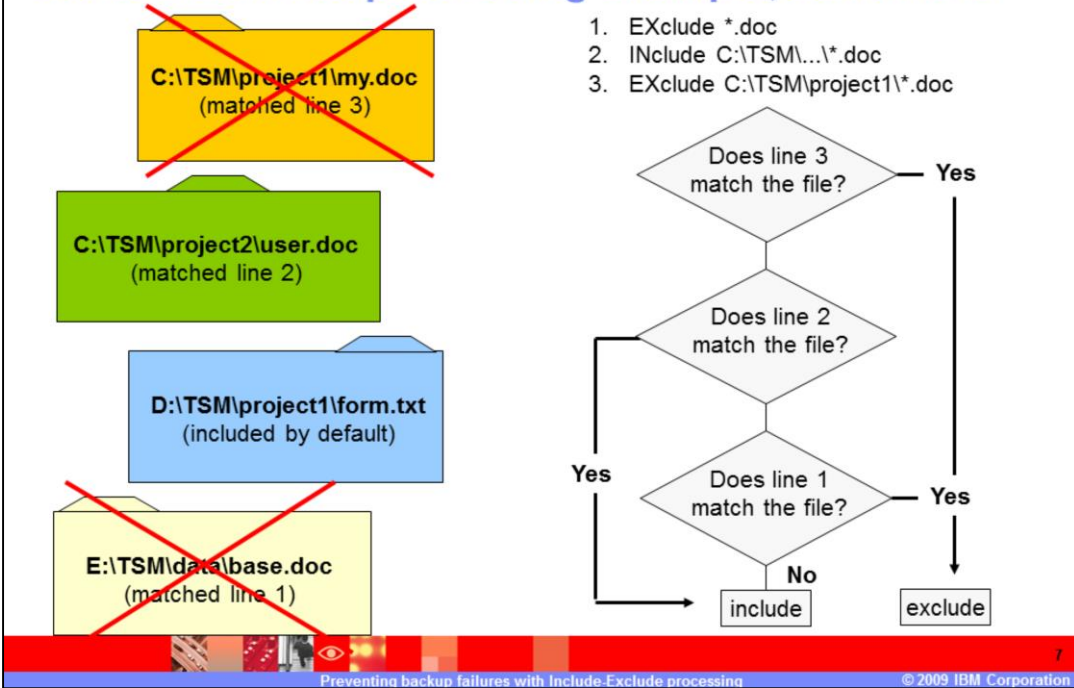 C:\TSM\project1\my.doc
(matched line 3)
C:\TSM\project2\user.doc
(matched line 2)
D:\TSM\project1\form.txt
(included by default)
E:\TSM\data\base.doc
(matched line 1)
1. EXclude *.doc
2. INclude C:\TSM\...\*.doc
3. EXclude C:\TSM\project1\*.doc
Does line 3
match the file?
Yes
Does line 2
match the file?
Yes
Does line 1
match the file?
Yes
No
include
exclude
7
Preventing backup failures with Include-Exclude processing
© 2009 IBM Corporation